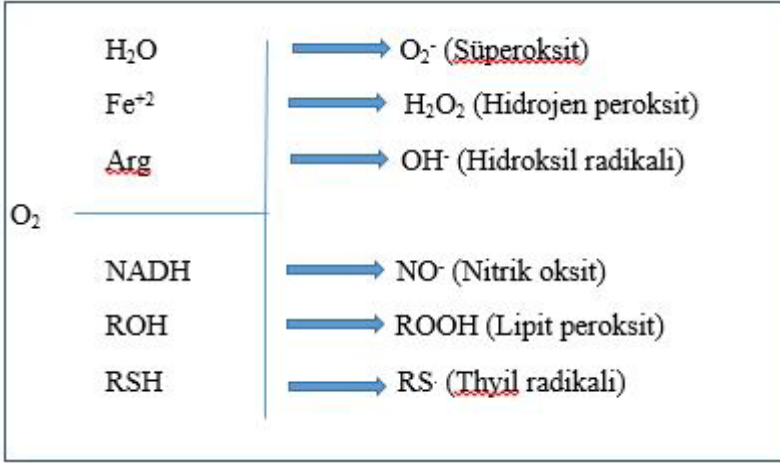 H₂O O₂⁻ (Süperoksit)
Fe⁺² H₂O₂ (Hidrojen peroksit)
Arg OH⁻ (Hidroksil radikali)
O₂
NADH NO⁻ (Nitrik oksit)
ROH ROOH (Lipit peroksit)
RSH RS· (Thyil radikali)